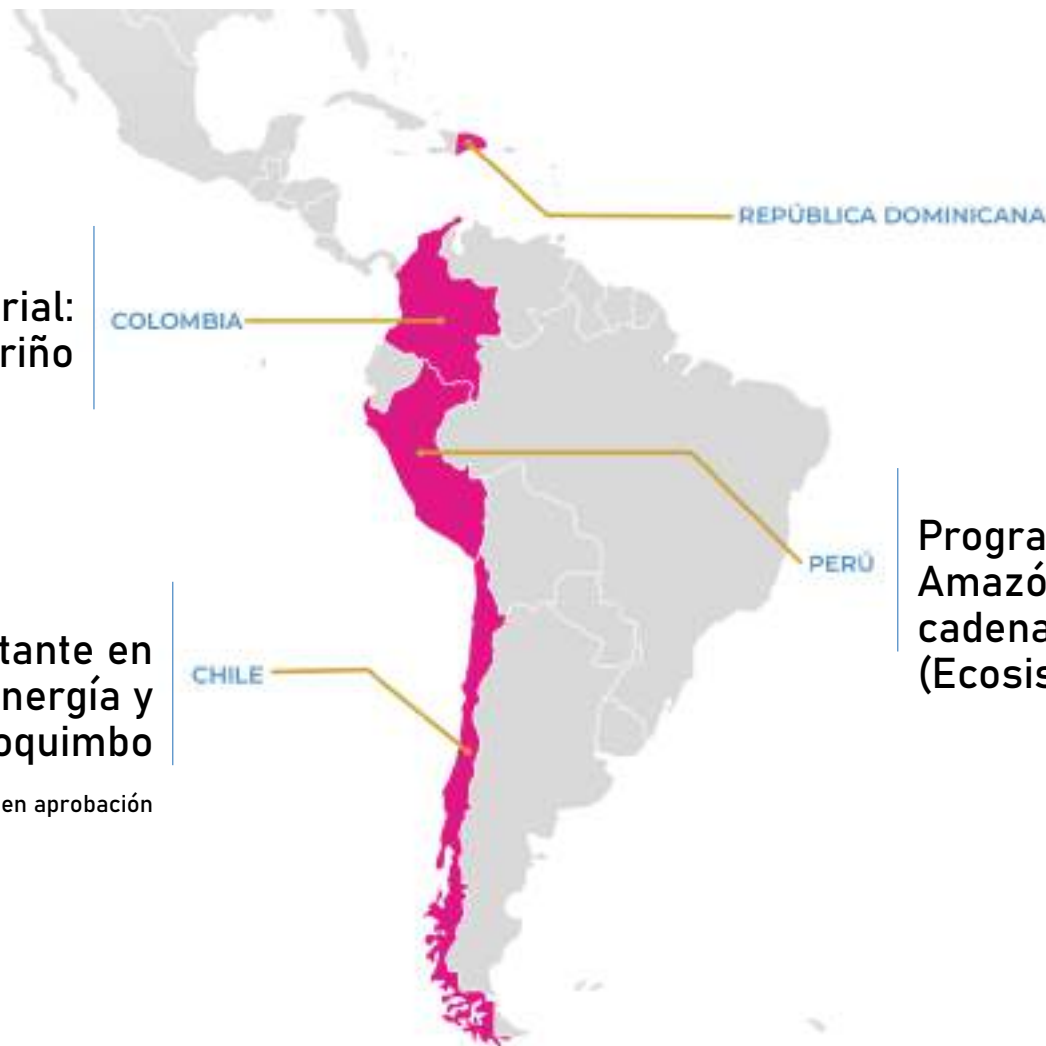 REPÚBLICA DOMINICANA
rial:
riño
COLOMBIA
PERÚ
Progra
Amazó
cadena
(Ecosis
tante en
nergía y
oquimbo
en aprobación
CHILE